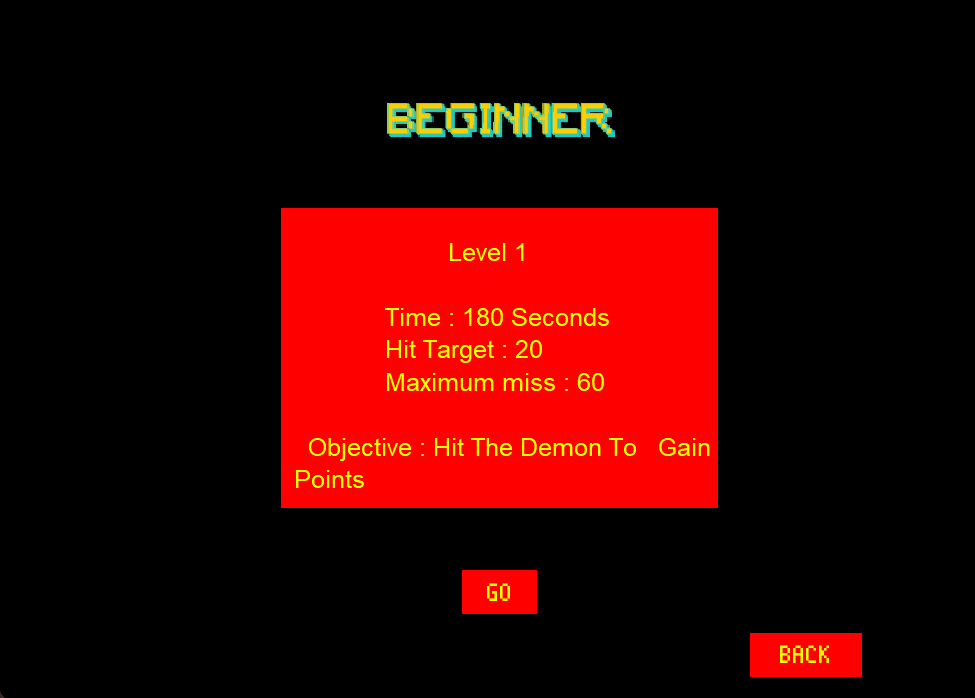 BEGINNER
Level 1
Time : 180 Seconds
Hit Target : 20
Maximum miss : 60
Objective : Hit The Demon To Gain
Points
GO
BACK